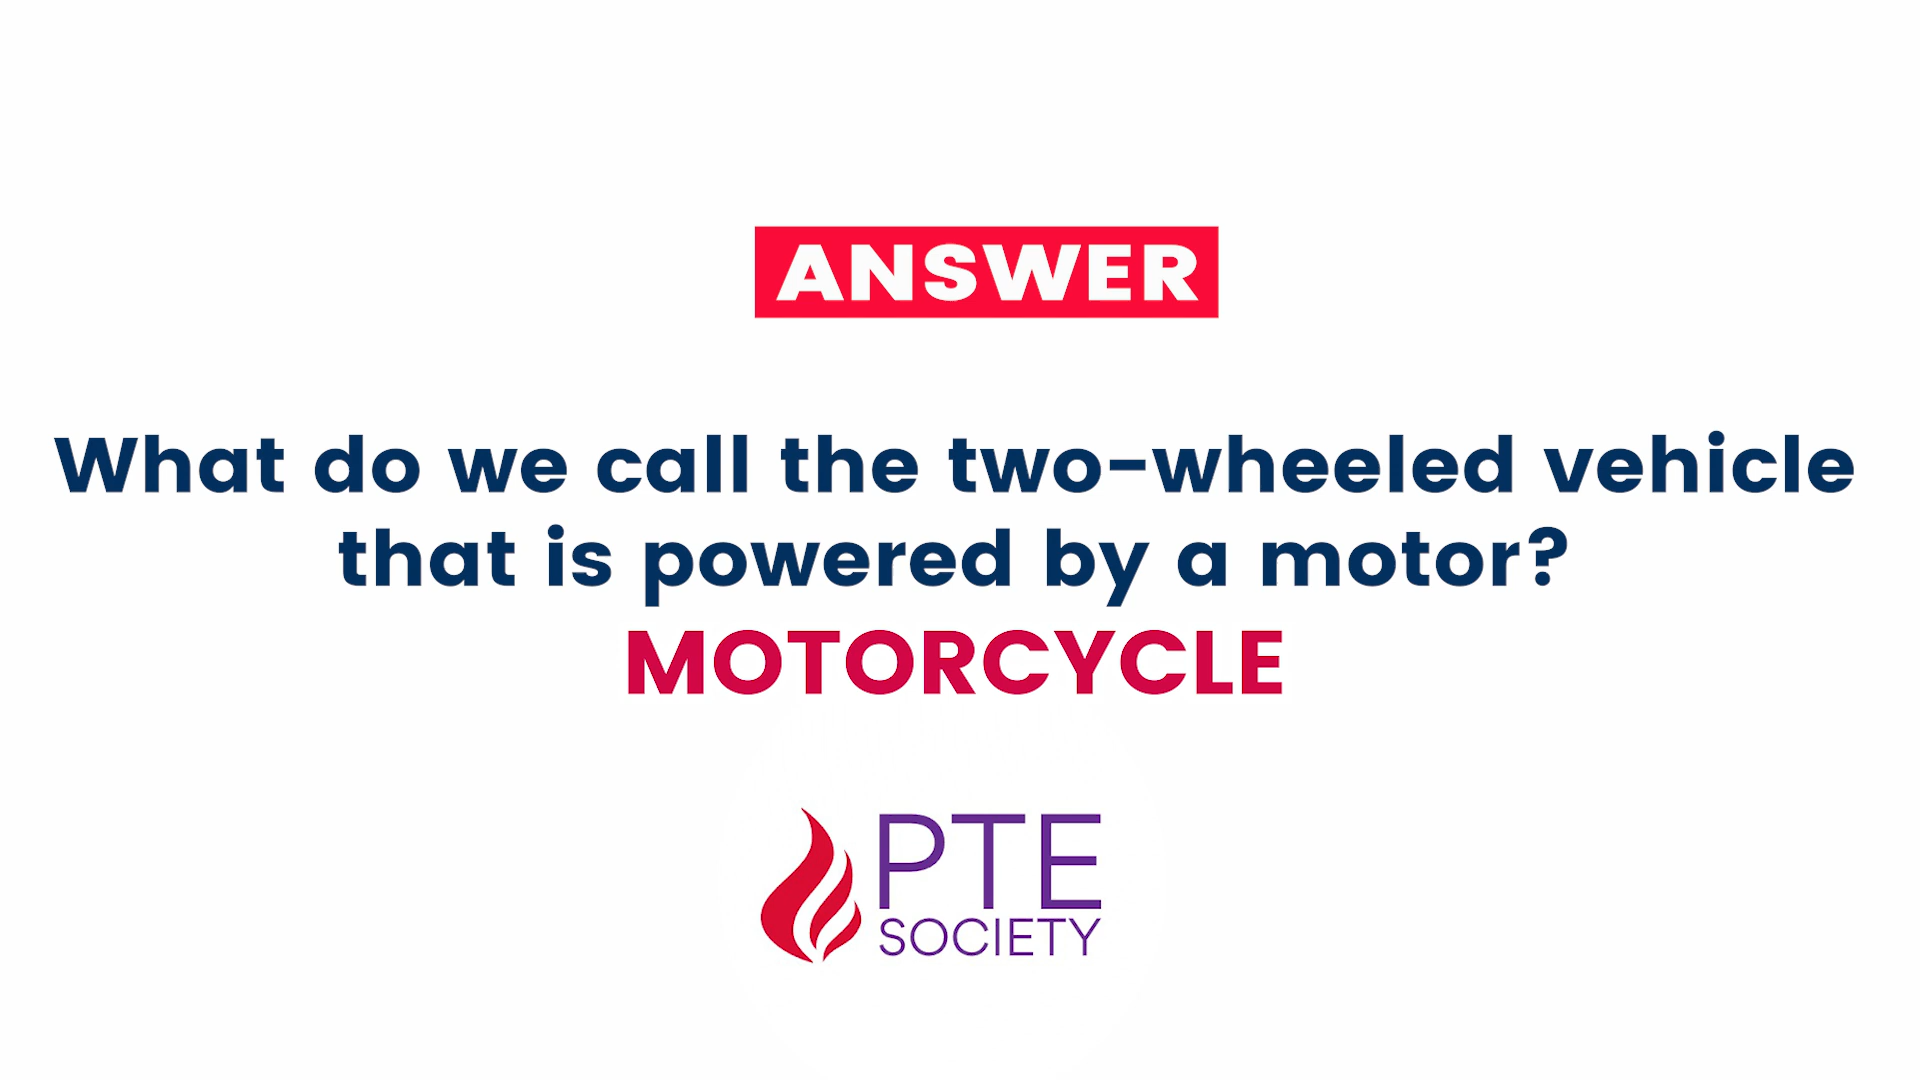 ANSWER
What do we call the two-wheeled vehicle
that is powered by a motor?
MOTORCYCLE
PTE
SOCIETY